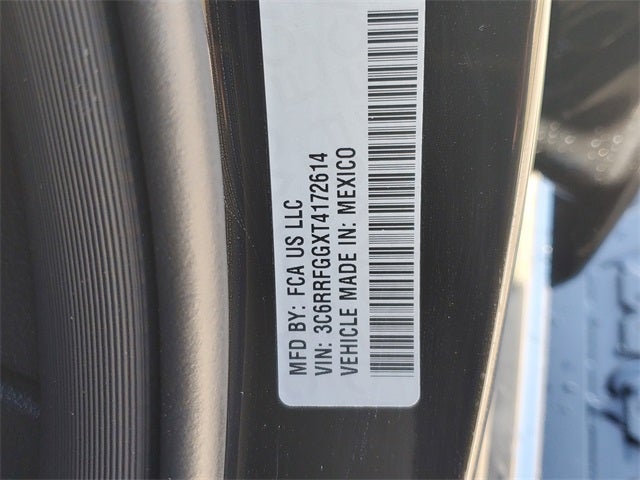 MFD BY: FCA US LLC
VIN: 3C6RRFGGXT4172614
VEHICLE MADE IN: MEXICO